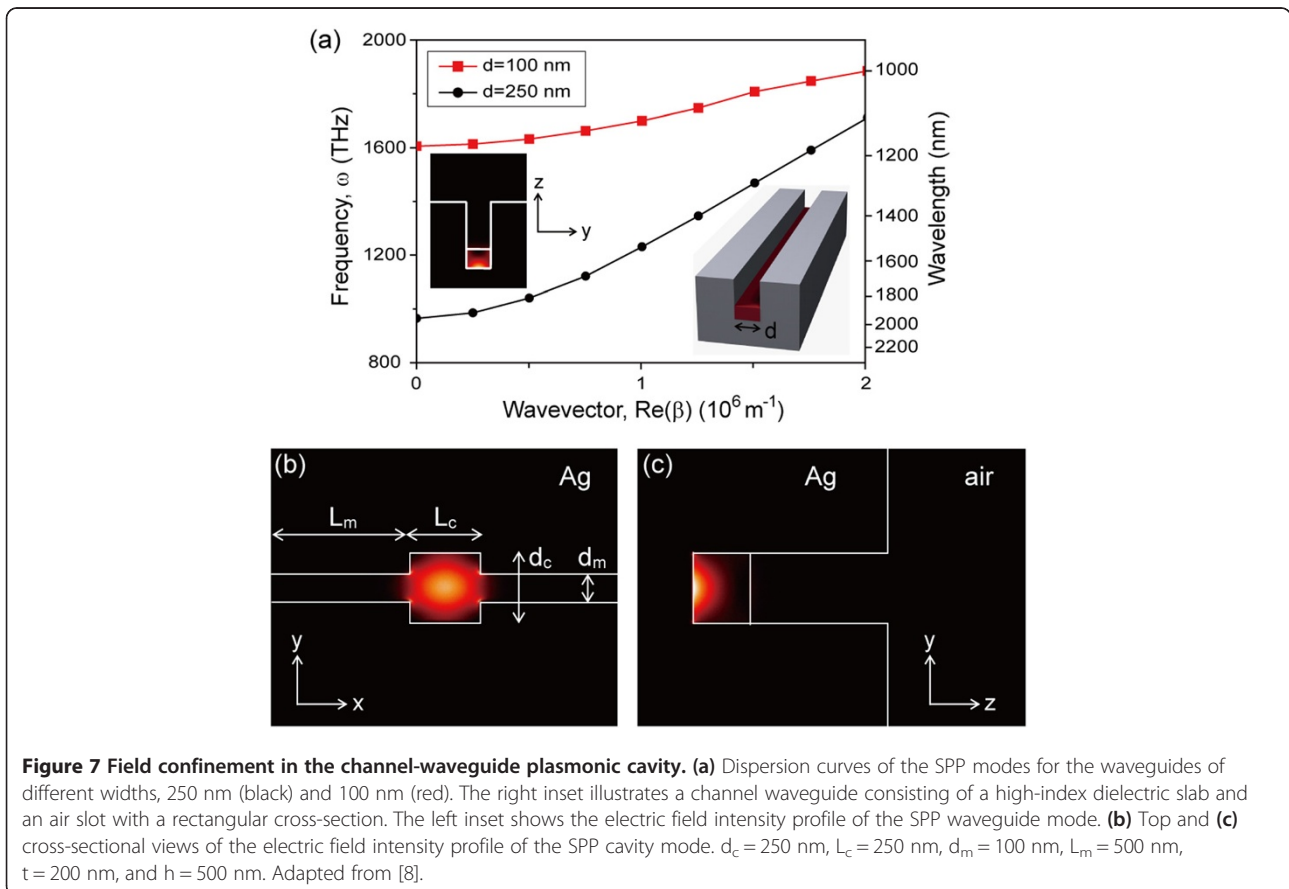 (a)
2000
1600
1200
800
Frequency, ω (THz)
d=100 nm
d=250 nm
z
y
d
1000
1200
1400
1600
1800
2000
2200
Wavelength (nm)
0
1
2
Wavevector, Re(β) (10⁶ m⁻¹)
(b)
Ag
Lₘ
L꜀
d꜀
dₘ
y
x
(c)
Ag
air
y
z
Figure 7 Field confinement in the channel-waveguide plasmonic cavity. (a) Dispersion curves of the SPP modes for the waveguides of
different widths, 250 nm (black) and 100 nm (red). The right inset illustrates a channel waveguide consisting of a high-index dielectric slab and
an air slot with a rectangular cross-section. The left inset shows the electric field intensity profile of the SPP waveguide mode. (b) Top and (c)
cross-sectional views of the electric field intensity profile of the SPP cavity mode. d꜀ = 250 nm, L꜀ = 250 nm, dₘ = 100 nm, Lₘ = 500 nm,
t = 200 nm, and h = 500 nm. Adapted from [8].